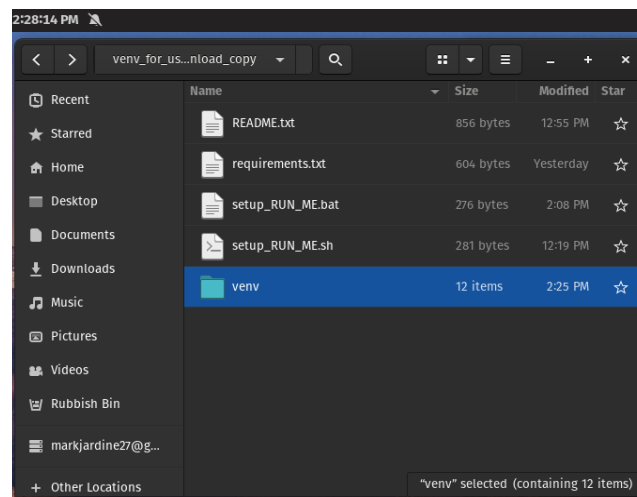 2:28:14 PM
venv_for_us...nload_copy
Name Size Modified Star
Recent
Starred
Home
Desktop
Documents
Downloads
Music
Pictures
Videos
Rubbish Bin
markjardine27@g...
Other Locations
README.txt 856 bytes 12:55 PM
requirements.txt 604 bytes Yesterday
setup_RUN_ME.bat 276 bytes 2:08 PM
setup_RUN_ME.sh 281 bytes 12:19 PM
venv 12 items 2:25 PM
"venv" selected (containing 12 items)